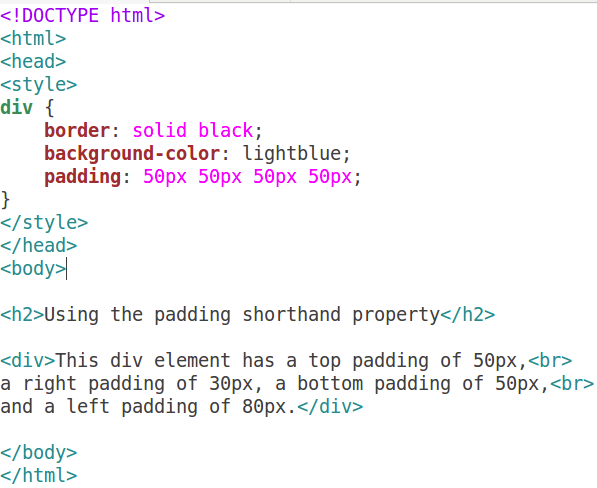 <!DOCTYPE html>
<html>
<head>
<style>
div {
    border: solid black;
    background-color: lightblue;
    padding: 50px 50px 50px 50px;
}
</style>
</head>
<body>

<h2>Using the padding shorthand property</h2>

<div>This div element has a top padding of 50px,<br>
a right padding of 30px, a bottom padding of 50px,<br>
and a left padding of 80px.</div>

</body>
</html>